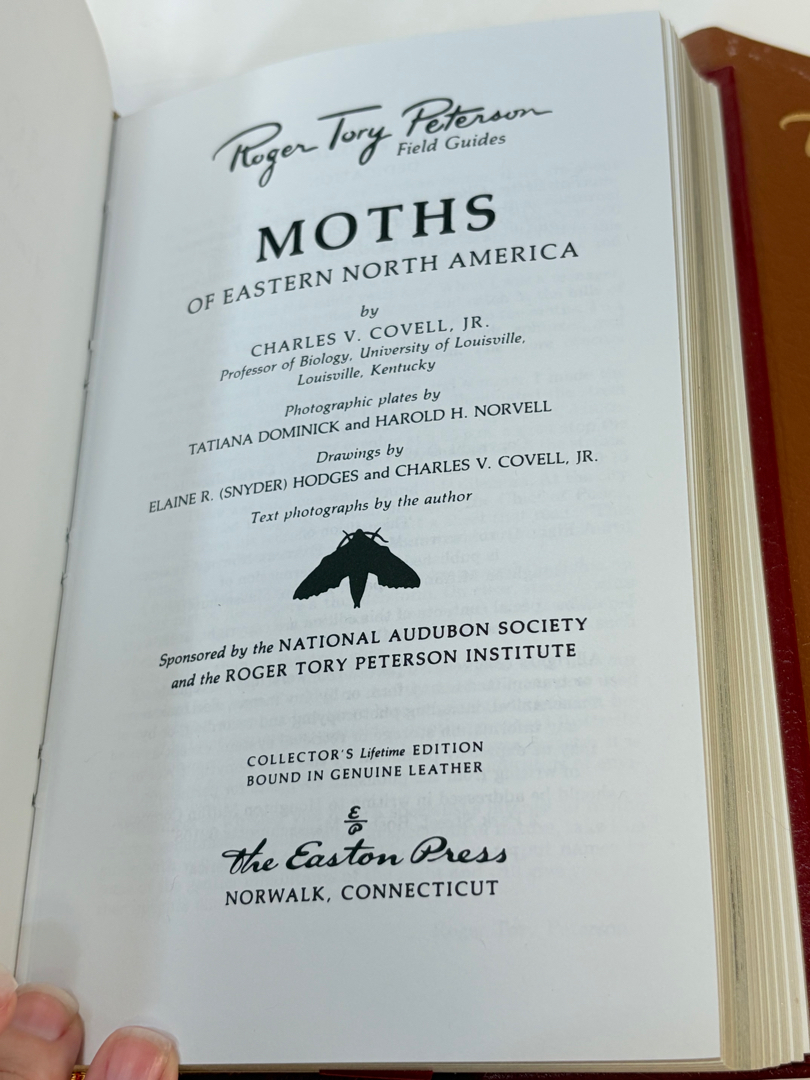 Roger Tory Peterson
Field Guides
MOTHS
OF EASTERN NORTH AMERICA
by
CHARLES V. COVELL, JR.
Professor of Biology, University of Louisville,
Louisville, Kentucky
Photographic plates by
TATIANA DOMINICK and HAROLD H. NORVELL
Drawings by
ELAINE R. (SNYDER) HODGES and CHARLES V. COVELL, JR.
Text photographs by the author
Sponsored by the NATIONAL AUDUBON SOCIETY
and the ROGER TORY PETERSON INSTITUTE
COLLECTOR'S Lifetime EDITION
BOUND IN GENUINE LEATHER
The Easton Press
NORWALK, CONNECTICUT